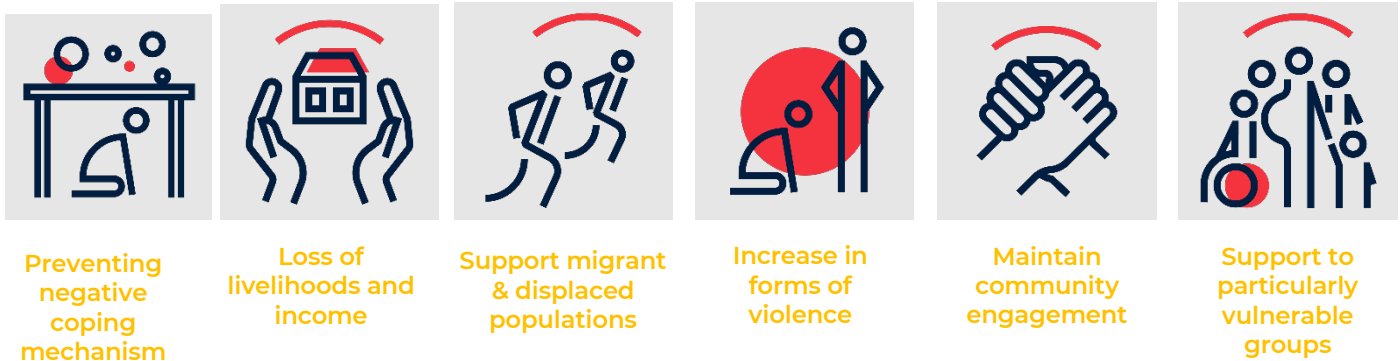 Preventing
negative
coping
mechanism
Loss of
livelihoods and
income
Support migrant
& displaced
populations
Increase in
forms of
violence
Maintain
community
engagement
Support to
particularly
vulnerable
groups